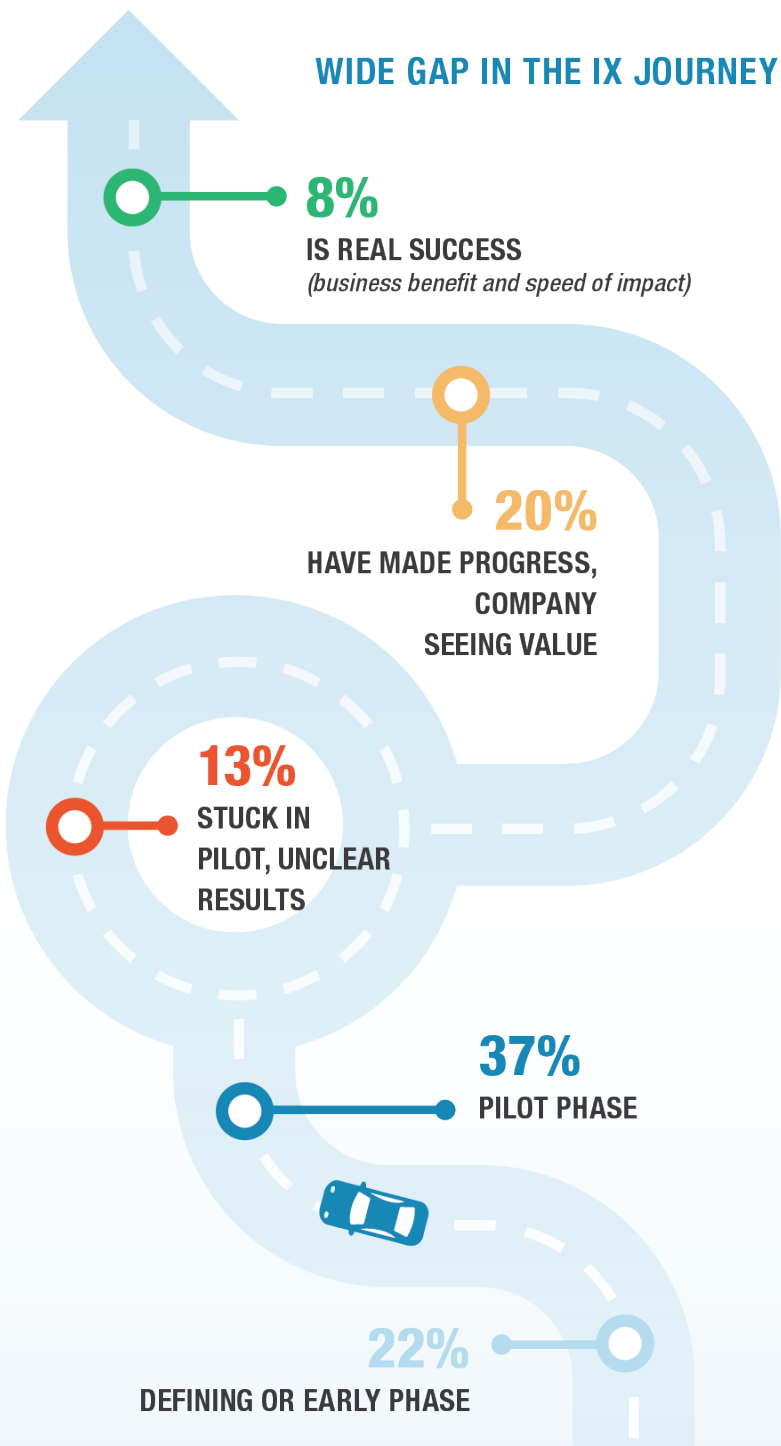 WIDE GAP IN THE IX JOURNEY
8%
IS REAL SUCCESS
(business benefit and speed of impact)
20%
HAVE MADE PROGRESS,
COMPANY
SEEING VALUE
13%
STUCK IN
PILOT, UNCLEAR
RESULTS
37%
PILOT PHASE
22%
DEFINING OR EARLY PHASE